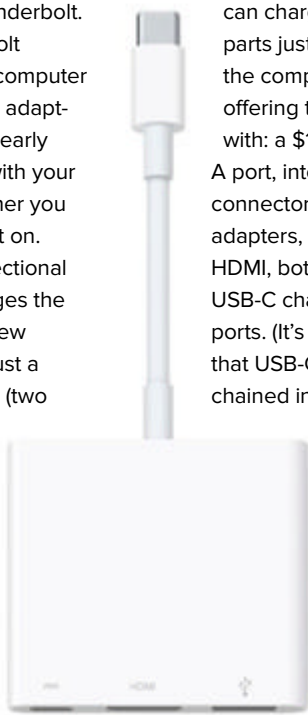 nderbolt.
olt
computer
adapt-
early
ith your
her you
t on.
ectional
ges the
ew
ust a
(two
can charg
parts just
the comp
offering t
with: a $
A port, inte
connector
adapters,
HDMI, bot
USB-C cha
ports. (It's
that USB-C
chained in
HDMI